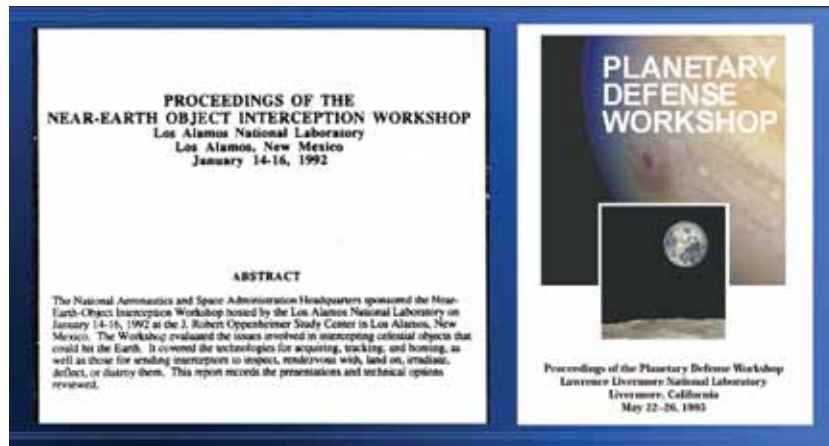 PROCEEDINGS OF THE
NEAR-EARTH OBJECT INTERCEPTION WORKSHOP
Los Alamos National Laboratory
Los Alamos, New Mexico
January 14-16, 1992
ABSTRACT
The National Aeronautics and Space Administration Headquarters sponsored the Near-
Earth-Object Interception Workshop hosted by the Los Alamos National Laboratory on
January 14-16, 1992 at the J. Robert Oppenheimer Study Center in Los Alamos, New
Mexico. The Workshop evaluated the issues involved in intercepting celestial objects that
could hit the Earth. It covered the technologies for acquiring, tracking, and homing, as
well as those for sending interceptors to inspect, rendezvous with, land on, irradiate,
deflect, or destroy them. This report records the presentations and technical options
reviewed.
PLANETARY
DEFENSE
WORKSHOP
Proceedings of the Planetary Defense Workshop
Lawrence Livermore National Laboratory
Livermore, California
May 22-26, 1995